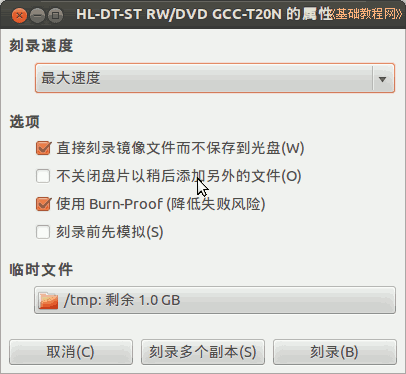 HL-DT-ST RW/DVD GCC-T20N 的属性《基础教程网》
刻录速度
最大速度
选项
直接刻录镜像文件而不保存到光盘(W)
不关闭盘片以稍后添加另外的文件(O)
使用 Burn-Proof (降低失败风险)
刻录前先模拟(S)
临时文件
/tmp: 剩余 1.0 GB
取消(C)
刻录多个副本(S)
刻录(B)